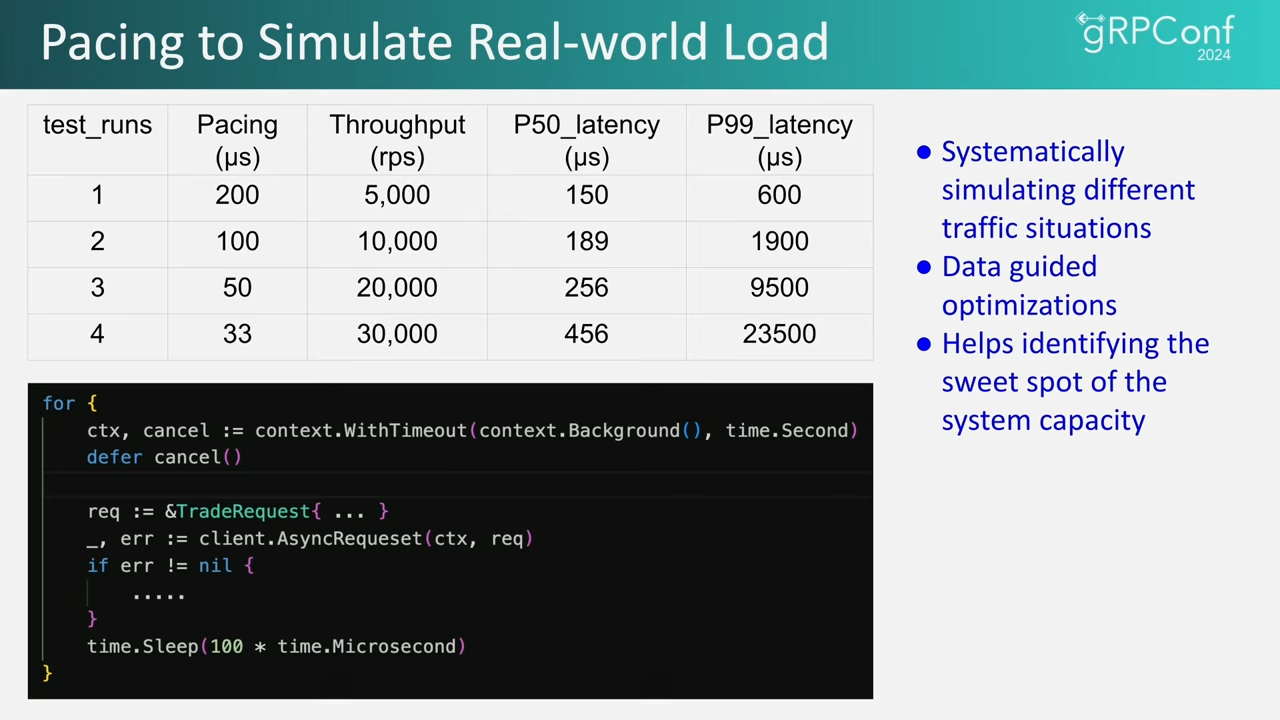 Pacing to Simulate Real-world Load
gRPConf
2024
test_runs Pacing (µs) Throughput (rps) P50_latency (µs) P99_latency (µs)
1 200 5,000 150 600
2 100 10,000 189 1900
3 50 20,000 256 9500
4 33 30,000 456 23500
for {
ctx, cancel := context.WithTimeout(context.Background(), time.Second)
defer cancel()
req := &TradeRequest{ ... }
_, err := client.AsyncRequeset(ctx, req)
if err != nil {
.....
}
time.Sleep(100 * time.Microsecond)
}
● Systematically
simulating different
traffic situations
● Data guided
optimizations
● Helps identifying the
sweet spot of the
system capacity